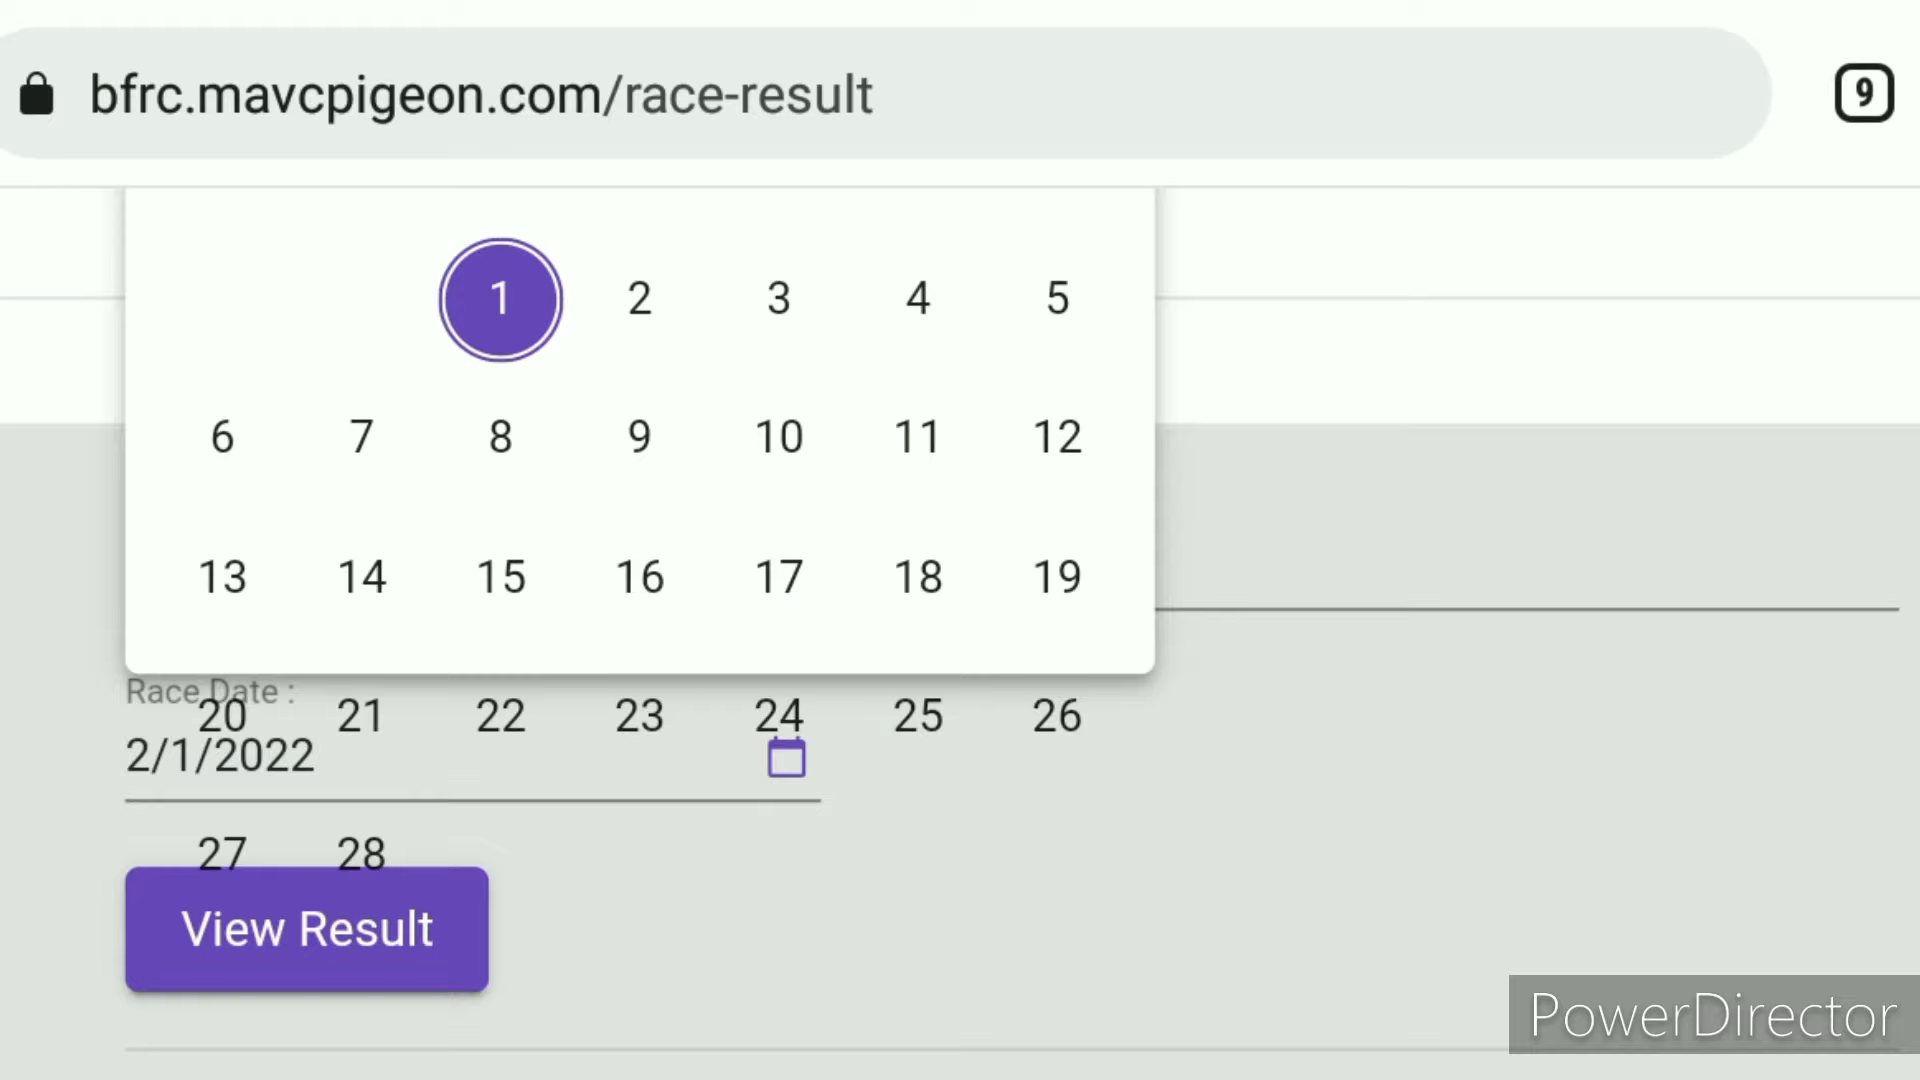 bfrc.mavcpigeon.com/race-result
9
1 2 3 4 5
6 7 8 9 10 11 12
13 14 15 16 17 18 19
Race Date :
20 21 22 23 24 25 26
2/1/2022
27 28
View Result
PowerDirector